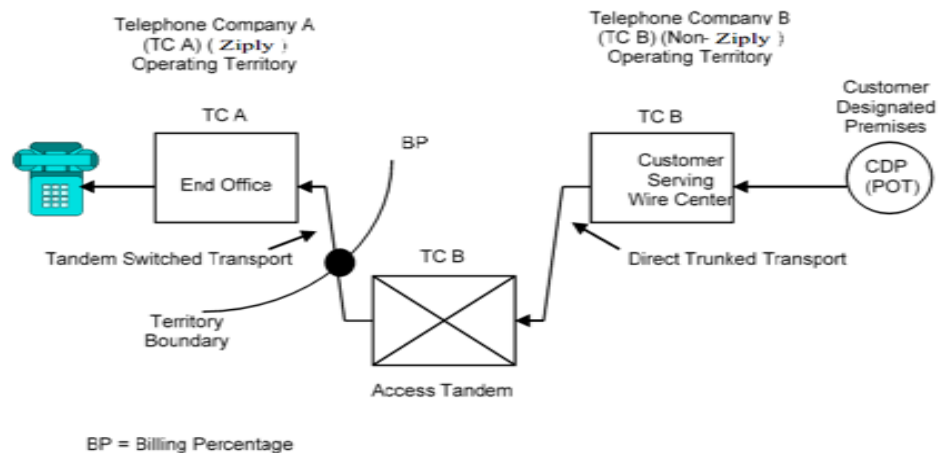 Telephone Company A
(TC A) ( Ziply )
Operating Territory
Telephone Company B
(TC B) (Non- Ziply )
Operating Territory
TC A
BP
TC B
Customer
Designated
Premises
End Office
Customer
Serving
Wire Center
CDP
(POT)
Tandem Switched Transport
TC B
Direct Trunked Transport
Territory
Boundary
Access Tandem
BP = Billing Percentage